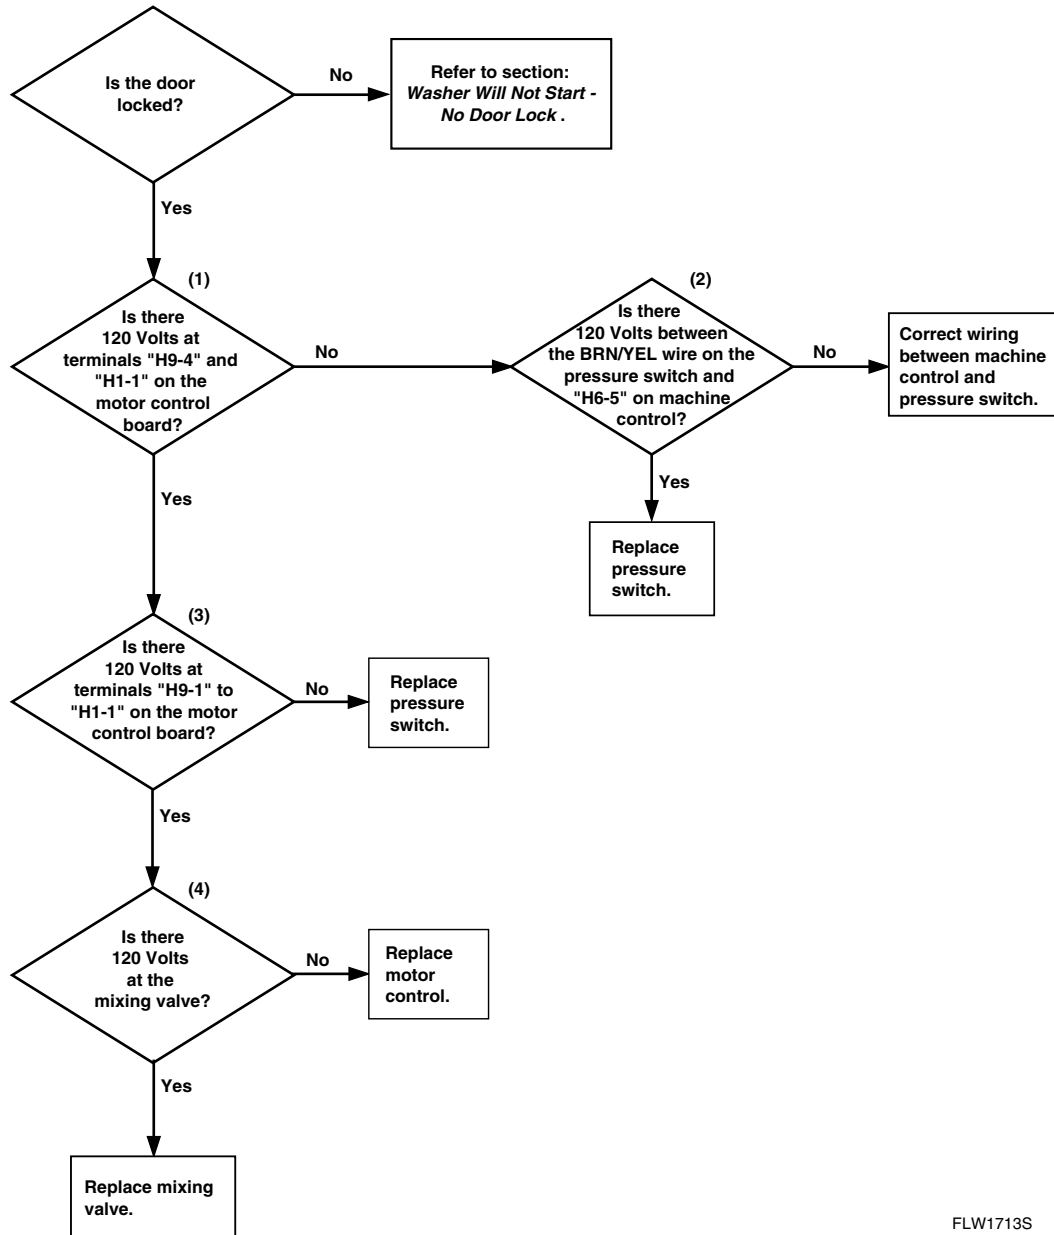 Is the door
locked?
No
Refer to section:
Washer Will Not Start -
No Door Lock .
Yes
(1)
Is there
120 Volts at
terminals "H9-4" and
"H1-1" on the
motor control
board?
No
(2)
Is there
120 Volts between
the BRN/YEL wire on the
pressure switch and
"H6-5" on machine
control?
No
Correct wiring
between machine
control and
pressure switch.
Yes
Replace
pressure
switch.
Yes
(3)
Is there
120 Volts at
terminals "H9-1" to
"H1-1" on the motor
control board?
No
Replace
pressure
switch.
Yes
(4)
Is there
120 Volts
at the
mixing valve?
No
Replace
motor
control.
Yes
Replace mixing
valve.
FLW1713S